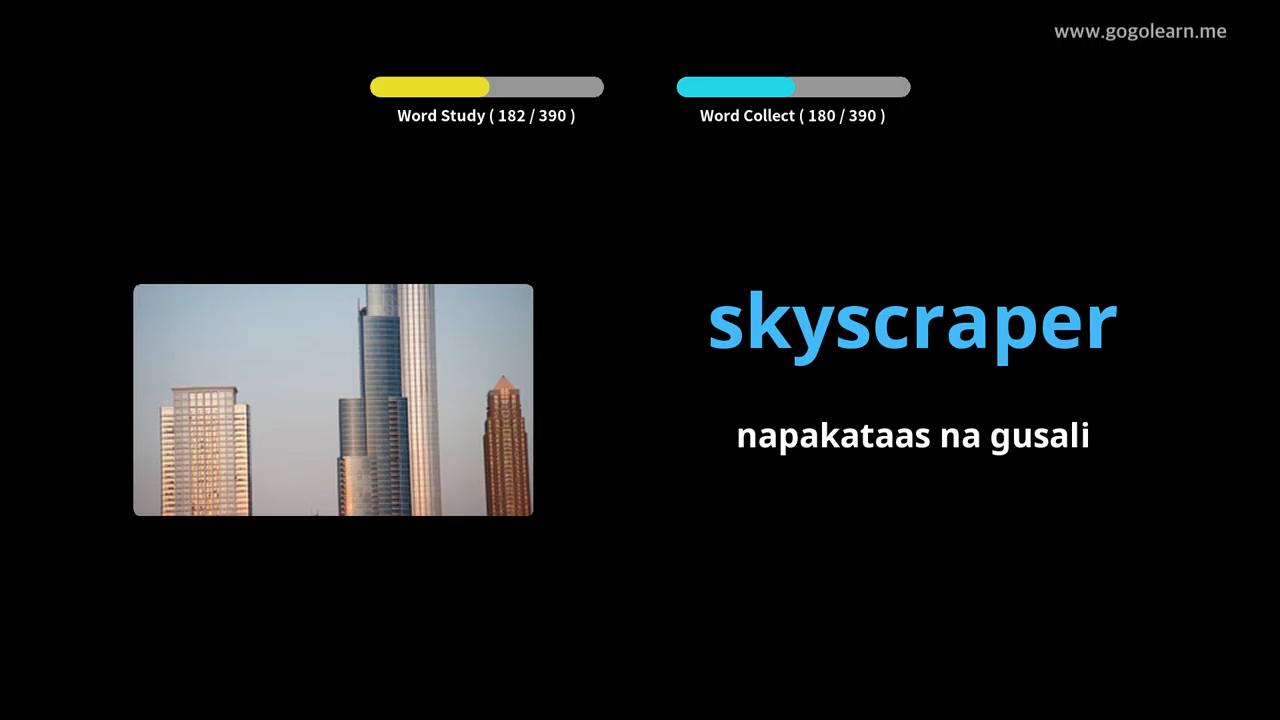 www.gogolearn.me
Word Study ( 182 / 390 )
Word Collect ( 180 / 390 )
skyscraper
napakataas na gusali